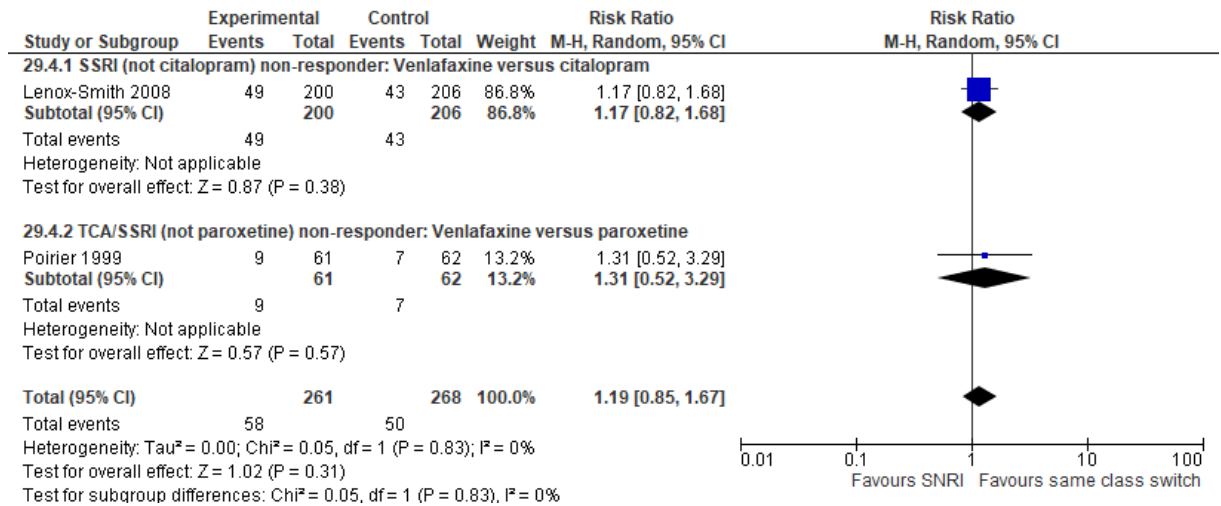 Experimental Control Risk Ratio Risk Ratio
Study or Subgroup Events Total Events Total Weight M-H, Random, 95% CI M-H, Random, 95% CI
29.4.1 SSRI (not citalopram) non-responder: Venlafaxine versus citalopram
Lenox-Smith 2008 49 200 43 206 86.8% 1.17 [0.82, 1.68]
Subtotal (95% CI) 200 206 86.8% 1.17 [0.82, 1.68]
Total events 49 43
Heterogeneity: Not applicable
Test for overall effect: Z = 0.87 (P = 0.38)
29.4.2 TCA/SSRI (not paroxetine) non-responder: Venlafaxine versus paroxetine
Poirier 1999 9 61 7 62 13.2% 1.31 [0.52, 3.29]
Subtotal (95% CI) 61 62 13.2% 1.31 [0.52, 3.29]
Total events 9 7
Heterogeneity: Not applicable
Test for overall effect: Z = 0.57 (P = 0.57)
Total (95% CI) 261 268 100.0% 1.19 [0.85, 1.67]
Total events 58 50
Heterogeneity: Tau² = 0.00; Chi² = 0.05, df = 1 (P = 0.83); I² = 0%
Test for overall effect: Z = 1.02 (P = 0.31)
Test for subgroup differences: Chi² = 0.05, df = 1 (P = 0.83), I² = 0%
0.01 0.1 1 10 100
Favours SNRI Favours same class switch